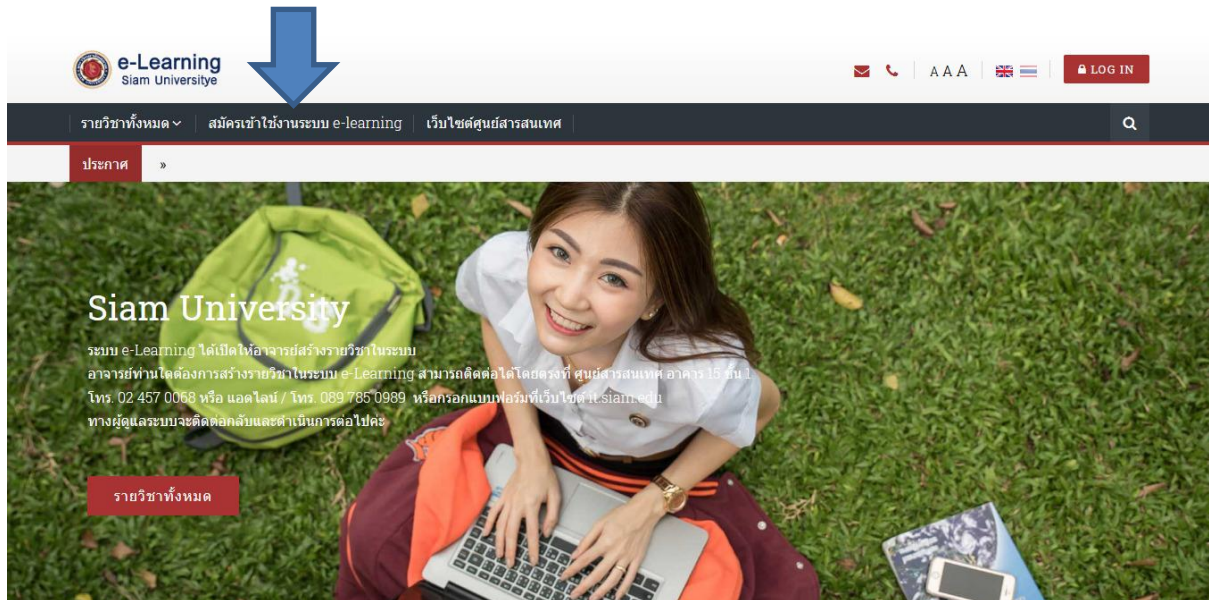 e-Learning
Siam Universitye
A A A
LOG IN
รายวิชาทั้งหมด
สมัครเข้าใช้งานระบบ e-learning
เว็บไซต์ศูนย์สารสนเทศ
ประกาศ »
Siam University
ระบบ e-Learning ได้เปิดให้อาจารย์สร้างรายวิชาในระบบ
อาจารย์ท่านใดต้องการสร้างรายวิชาในระบบ e-Learning สามารถติดต่อได้โดยตรงที่ ศูนย์สารสนเทศ อาคาร 15 ชั้น 1
โทร. 02 457 0068 หรือ แอดไลน์ / โทร. 089 785 0989 หรือกรอกแบบฟอร์มที่เว็บไซต์ it.siam.edu
ทางผู้ดูแลระบบจะติดต่อกลับและดำเนินการต่อไปค่ะ
รายวิชาทั้งหมด